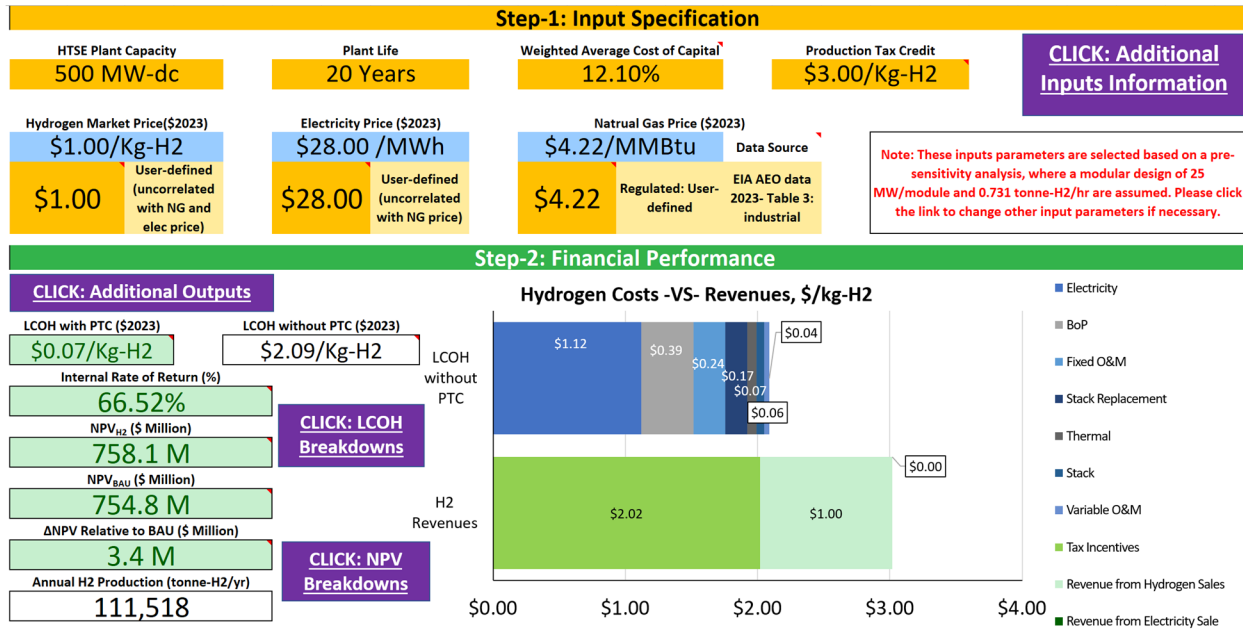 Step-1: Input Specification
HTSE Plant Capacity
500 MW-dc
Plant Life
20 Years
Weighted Average Cost of Capital
12.10%
Production Tax Credit
$3.00/Kg-H2
CLICK: Additional
Inputs Information
Hydrogen Market Price($2023)
$1.00/Kg-H2
$1.00
User-defined
(uncorrelated
with NG and
elec price)
Electricity Price ($2023)
$28.00 /MWh
$28.00
User-defined
(uncorrelated
with NG price)
Natrual Gas Price ($2023)
$4.22/MMBtu
Data Source
$4.22
Regulated: User-
defined
EIA AEO data
2023- Table 3:
industrial
Note: These inputs parameters are selected based on a pre-
sensitivity analysis, where a modular design of 25
MW/module and 0.731 tonne-H2/hr are assumed. Please click
the link to change other input parameters if necessary.
Step-2: Financial Performance
CLICK: Additional Outputs
LCOH with PTC ($2023)
$0.07/Kg-H2
LCOH without PTC ($2023)
$2.09/Kg-H2
Internal Rate of Return (%)
66.52%
NPVH2 ($ Million)
758.1 M
NPVBAU ($ Million)
754.8 M
ΔNPV Relative to BAU ($ Million)
3.4 M
Annual H2 Production (tonne-H2/yr)
111,518
CLICK: LCOH
Breakdowns
CLICK: NPV
Breakdowns
Hydrogen Costs -VS- Revenues, $/kg-H2
LCOH
without
PTC
$1.12
$0.39
$0.24
$0.17
$0.07
$0.06
$0.04
H2
Revenues
$2.02
$1.00
$0.00
$0.00
$1.00
$2.00
$3.00
$4.00
Electricity
BoP
Fixed O&M
Stack Replacement
Thermal
Stack
Variable O&M
Tax Incentives
Revenue from Hydrogen Sales
Revenue from Electricity Sale